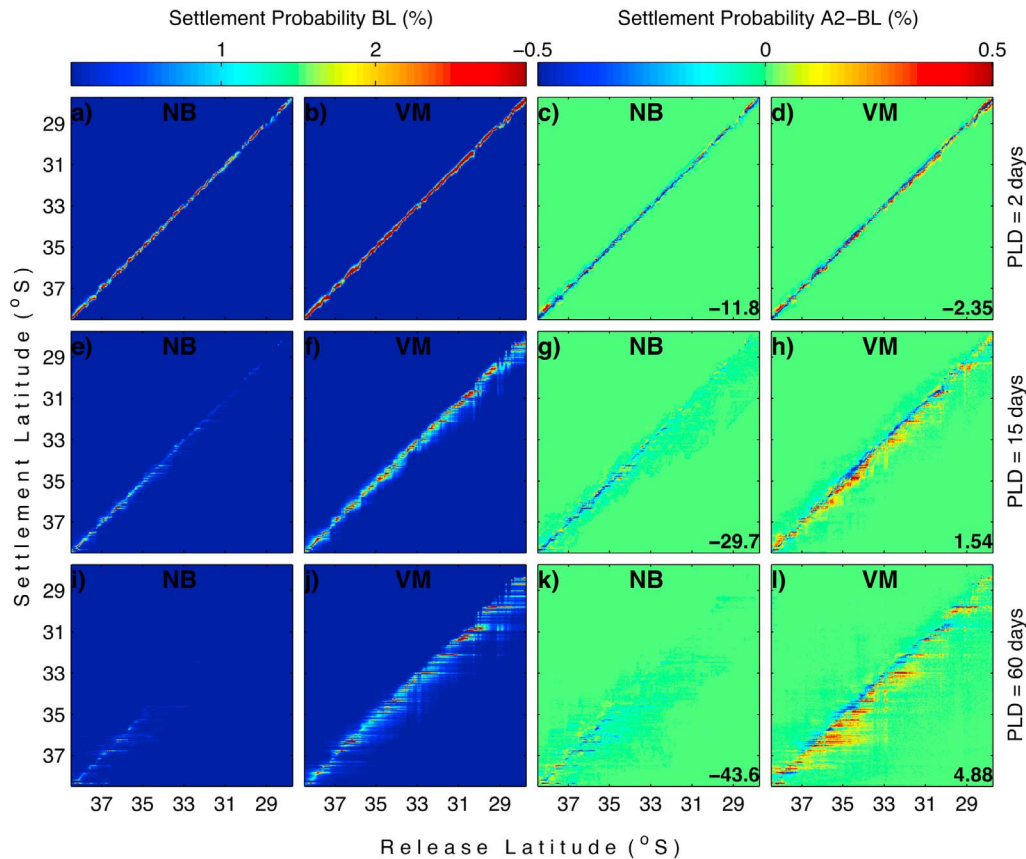 Settlement Probability BL (%)
Settlement Probability A2−BL (%)
1 2 −0.5 0 0.5
a) NB b) VM c) NB d) VM
29
31
33
35
37
−11.8 −2.35
PLD = 2 days
e) NB f) VM g) NB h) VM
29
31
33
35
37
−29.7 1.54
PLD = 15 days
i) NB j) VM k) NB l) VM
29
31
33
35
37
−43.6 4.88
PLD = 60 days
Settlement Latitude (°S)
37 35 33 31 29 37 35 33 31 29 37 35 33 31 29 37 35 33 31 29
Release Latitude (°S)